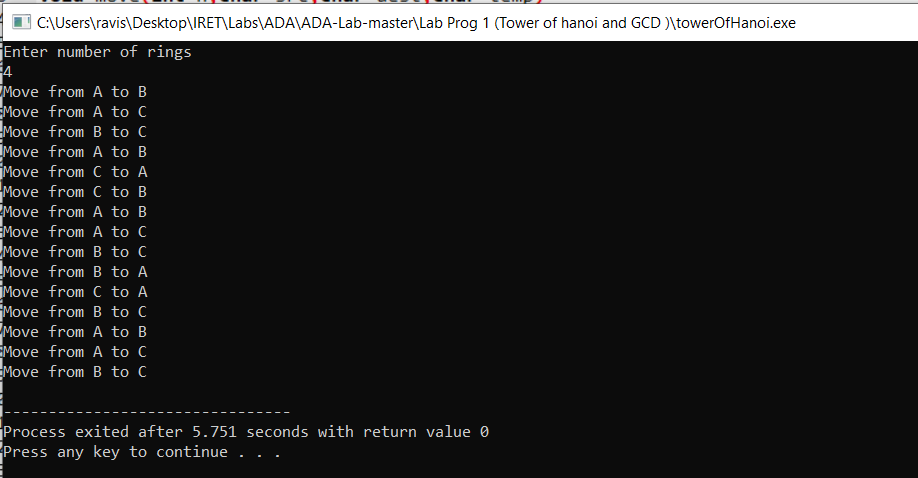 C:\Users\ravis\Desktop\IRET\Labs\ADA\ADA-Lab-master\Lab Prog 1 (Tower of hanoi and GCD )\towerOfHanoi.exe
Enter number of rings
4
Move from A to B
Move from A to C
Move from B to C
Move from A to B
Move from C to A
Move from C to B
Move from A to B
Move from A to C
Move from B to C
Move from B to A
Move from C to A
Move from B to C
Move from A to B
Move from A to C
Move from B to C
--------------------------------
Process exited after 5.751 seconds with return value 0
Press any key to continue . . .